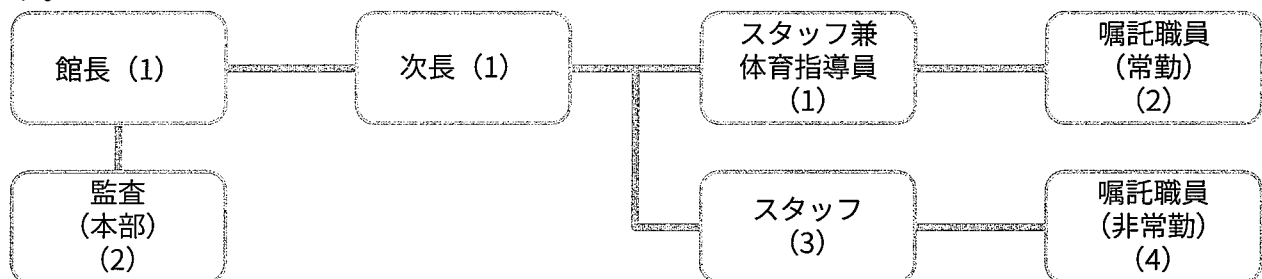 館長（1）
次長（1）
スタッフ兼
体育指導員
（1）
嘱託職員
（常勤）
（2）
監査
（本部）
（2）
スタッフ
（3）
嘱託職員
（非常勤）
（4）